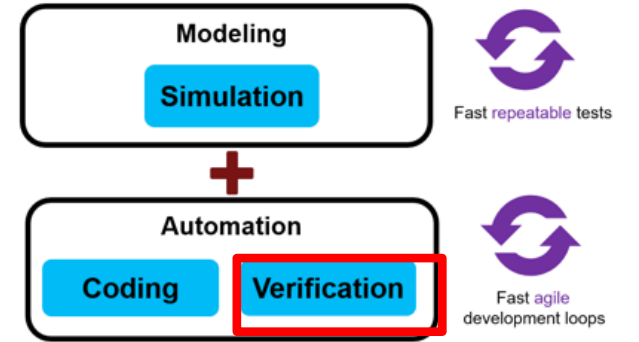 Modeling
Simulation
Fast repeatable tests
Automation
Coding
Verification
Fast agile
development loops